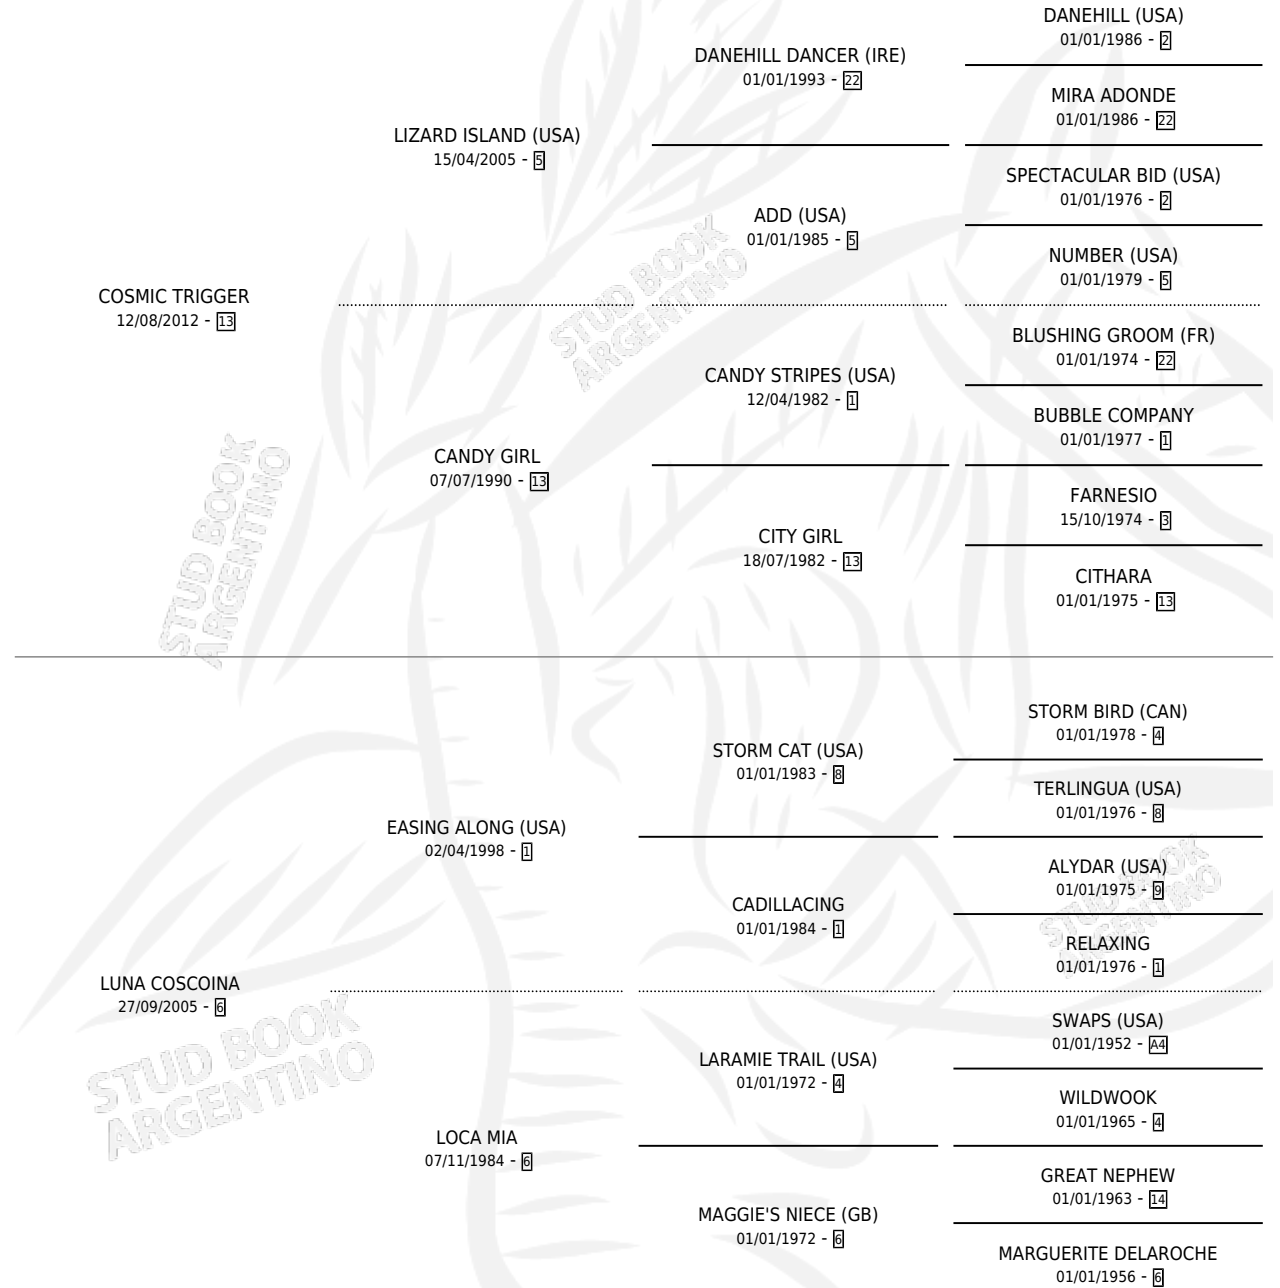 DANEHILL (USA)
01/01/1986 - 2
DANEHILL DANCER (IRE)
01/01/1993 - 22
MIRA ADONDE
01/01/1986 - 22
LIZARD ISLAND (USA)
15/04/2005 - 5
SPECTACULAR BID (USA)
01/01/1976 - 2
ADD (USA)
01/01/1985 - 5
NUMBER (USA)
01/01/1979 - 5
COSMIC TRIGGER
12/08/2012 - 13
STUD BOOK
ARGENTINO
BLUSHING GROOM (FR)
01/01/1974 - 22
CANDY STRIPES (USA)
12/04/1982 - 1
BUBBLE COMPANY
01/01/1977 - 1
CANDY GIRL
07/07/1990 - 13
FARNESIO
15/10/1974 - 3
CITY GIRL
18/07/1982 - 13
CITHARA
01/01/1975 - 13
STUD BOOK
ARGENTINO
STORM BIRD (CAN)
01/01/1978 - 4
STORM CAT (USA)
01/01/1983 - 8
TERLINGUA (USA)
01/01/1976 - 8
EASING ALONG (USA)
02/04/1998 - 1
ALYDAR (USA)
01/01/1975 - 9
CADILLACING
01/01/1984 - 1
RELAXING
01/01/1976 - 1
STUD BOOK
ARGENTINO
LUNA COSCOINA
27/09/2005 - 6
SWAPS (USA)
01/01/1952 - A4
LARAMIE TRAIL (USA)
01/01/1972 - 4
WILDWOOK
01/01/1965 - 4
STUD BOOK
ARGENTINO
LOCA MIA
07/11/1984 - 6
GREAT NEPHEW
01/01/1963 - 14
MAGGIE'S NIECE (GB)
01/01/1972 - 6
MARGUERITE DELAROCHE
01/01/1956 - 6